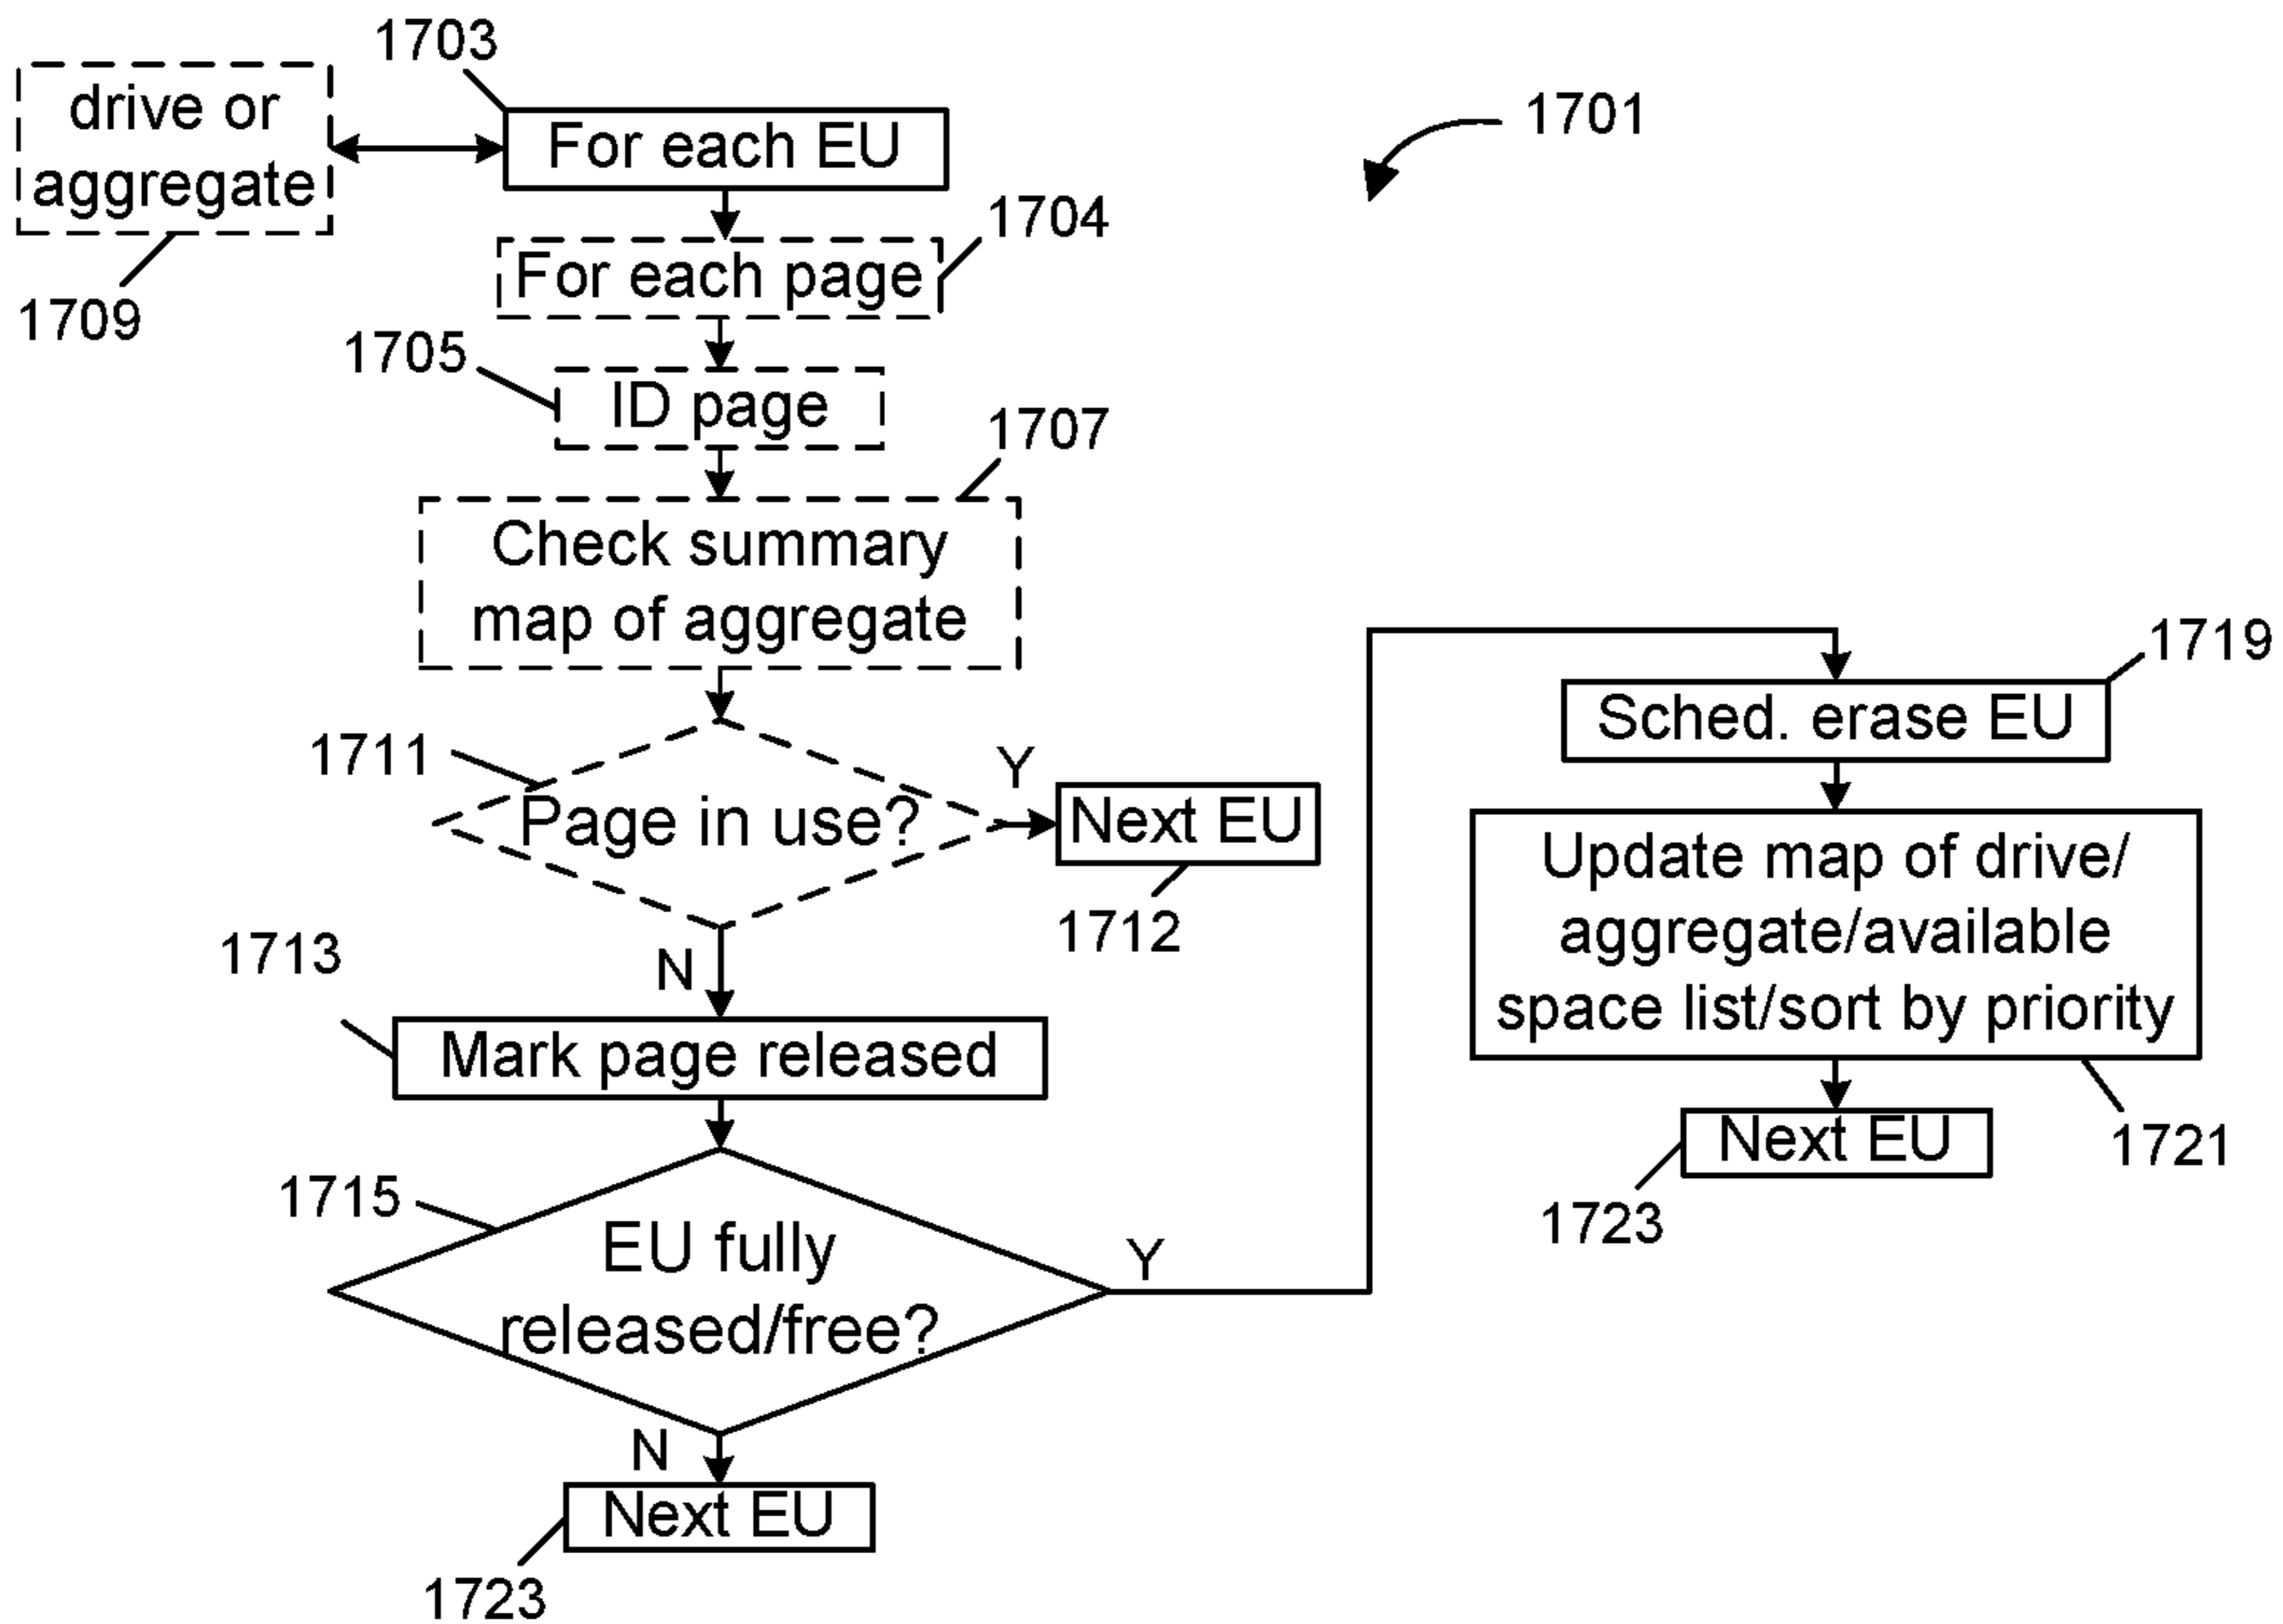 1703
drive or
aggregate
For each EU
1701
1709
1704
For each page
1705
ID page
1707
Check summary
map of aggregate
1711
Page in use?
Y
Next EU
1712
N
1713
Mark page released
1715
EU fully
released/free?
Y
N
Next EU
1723
1719
Sched. erase EU
Update map of drive/
aggregate/available
space list/sort by priority
1721
Next EU
1723